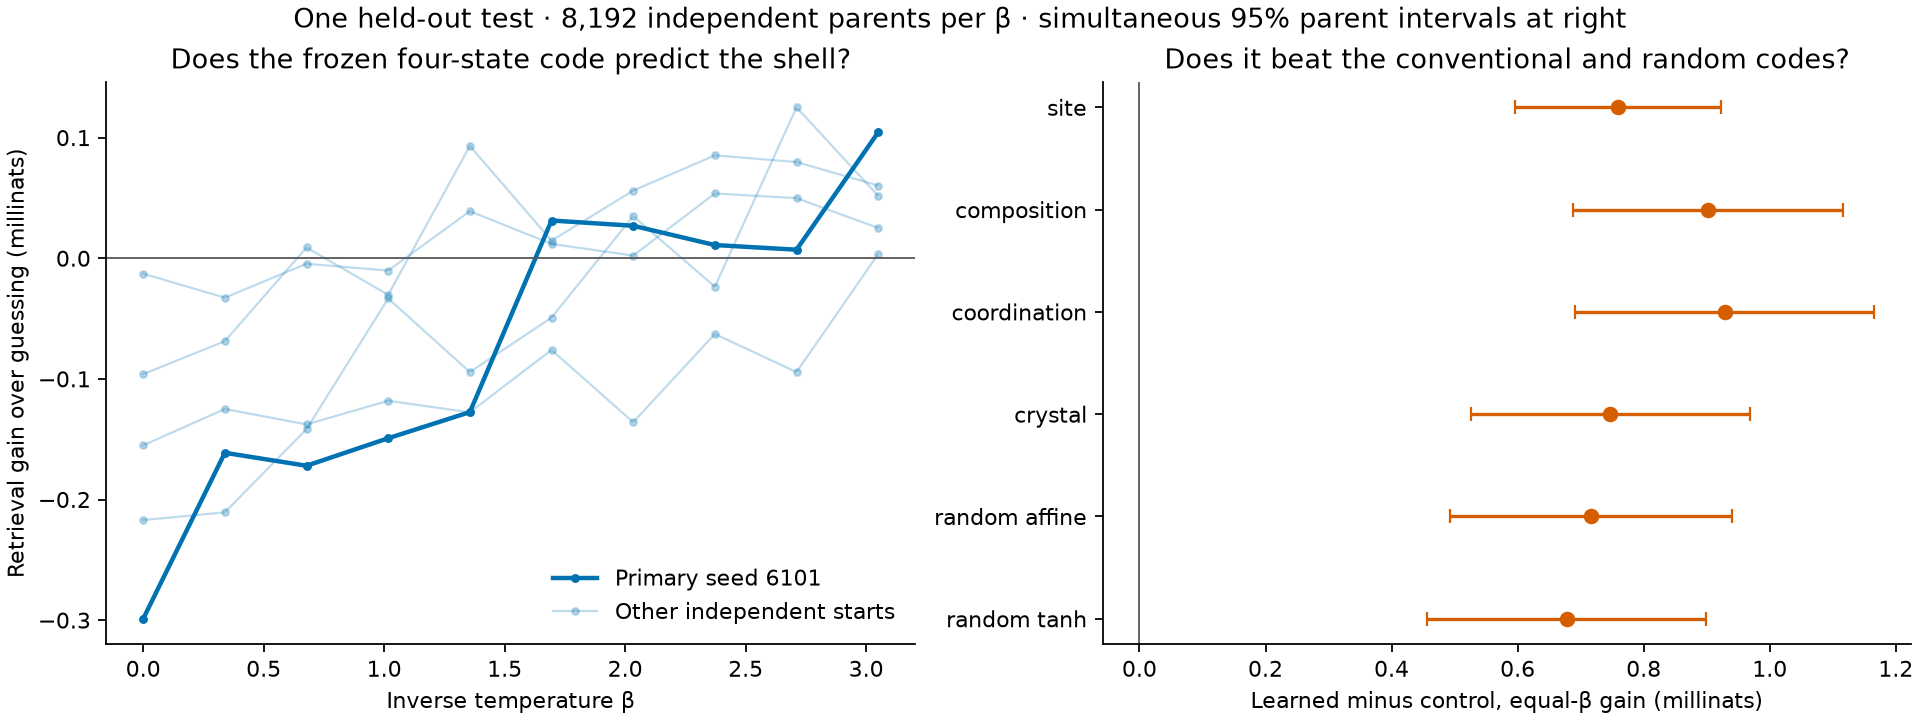 One held-out test · 8,192 independent parents per β · simultaneous 95% parent intervals at right
Does the frozen four-state code predict the shell?
Retrieval gain over guessing (millinats)
0.1
0.0
−0.1
−0.2
−0.3
Primary seed 6101
Other independent starts
0.0 0.5 1.0 1.5 2.0 2.5 3.0
Inverse temperature β
Does it beat the conventional and random codes?
site
composition
coordination
crystal
random affine
random tanh
0.0 0.2 0.4 0.6 0.8 1.0 1.2
Learned minus control, equal-β gain (millinats)